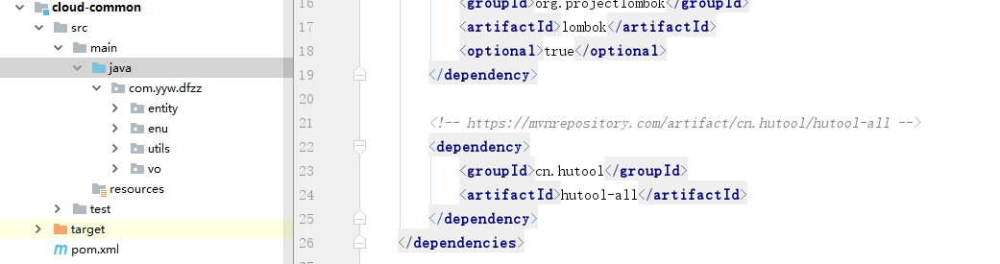 cloud-common
src
main
java
com.yyw.dfzz
entity
enu
utils
vo
resources
test
target
pom.xml
16 <groupId>org.projectlombok</groupId>
17 <artifactId>lombok</artifactId>
18 <optional>true</optional>
19 </dependency>
20
21 <!-- https://mvnrepository.com/artifact/cn.hutool/hutool-all -->
22 <dependency>
23 <groupId>cn.hutool</groupId>
24 <artifactId>hutool-all</artifactId>
25 </dependency>
26 </dependencies>